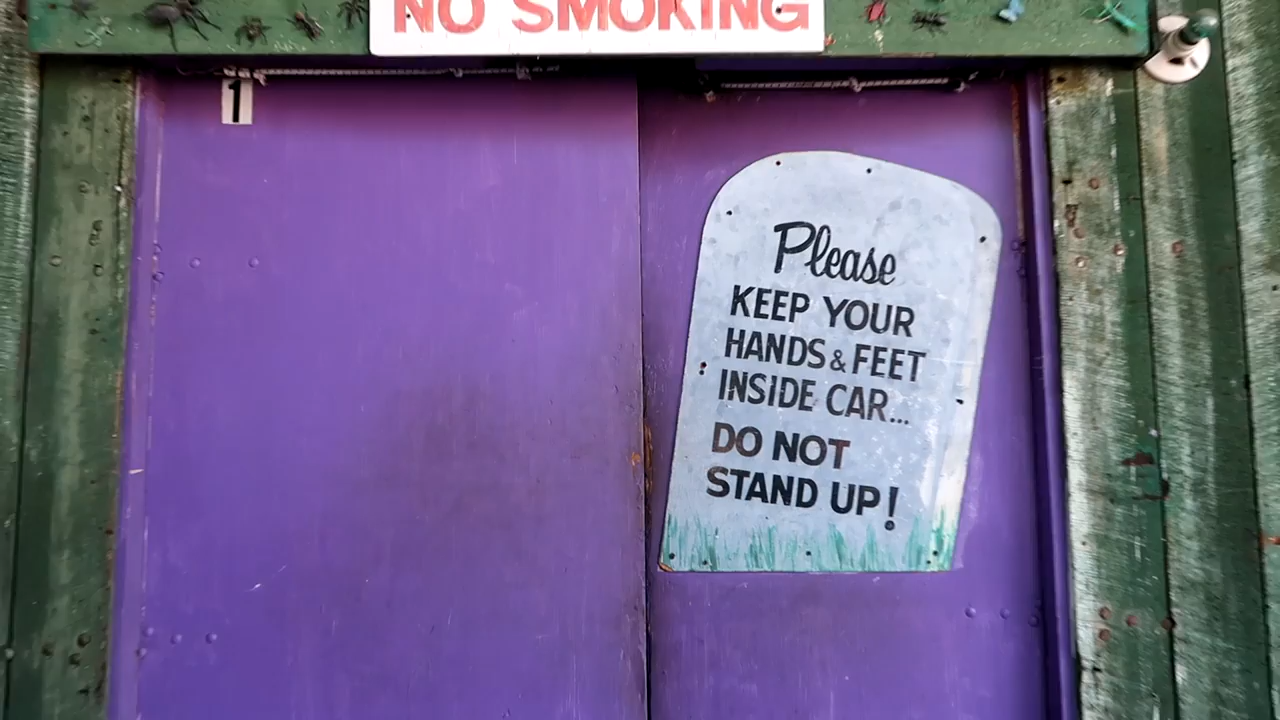 NO SMOKING
1
Please
KEEP YOUR
HANDS & FEET
INSIDE CAR...
DO NOT
STAND UP!